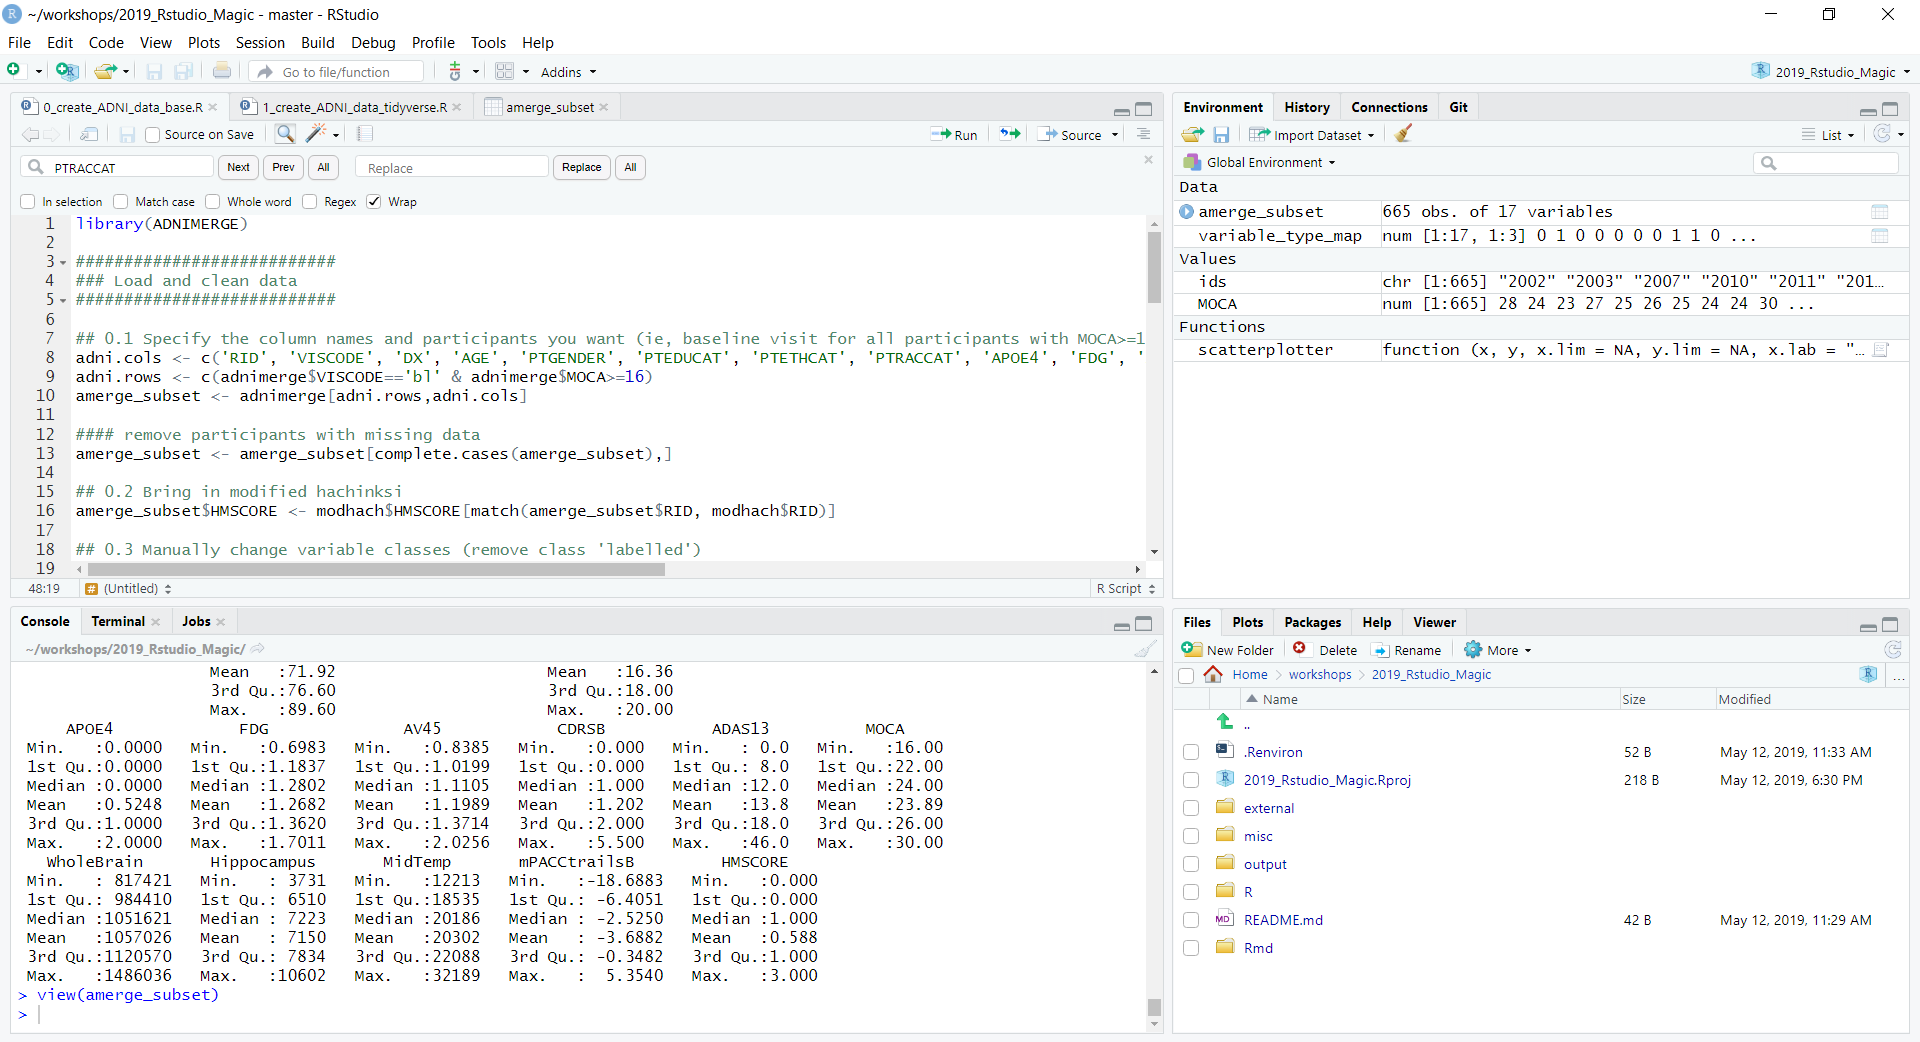 ~/workshops/2019_Rstudio_Magic - master - RStudio
File Edit Code View Plots Session Build Debug Profile Tools Help
Go to file/function Addins 2019_Rstudio_Magic
0_create_ADNI_data_base.R 1_create_ADNI_data_tidyverse.R amerge_subset
Source on Save Run Source
PTRACCAT Next Prev All Replace Replace All
In selection Match case Whole word Regex Wrap
1 library(ADNIMERGE)
2
3 ###########################
4 ### Load and clean data
5 ###########################
6
7 ## 0.1 Specify the column names and participants you want (ie, baseline visit for all participants with MOCA>=1
8 adni.cols <- c('RID', 'VISCODE', 'DX', 'AGE', 'PTGENDER', 'PTEDUCAT', 'PTETHCAT', 'PTRACCAT', 'APOE4', 'FDG', '
9 adni.rows <- c(adnimerge$VISCODE=='bl' & adnimerge$MOCA>=16)
10 amerge_subset <- adnimerge[adni.rows,adni.cols]
11
12 #### remove participants with missing data
13 amerge_subset <- amerge_subset[complete.cases(amerge_subset),]
14
15 ## 0.2 Bring in modified hachinksi
16 amerge_subset$HMSCORE <- modhach$HMSCORE[match(amerge_subset$RID, modhach$RID)]
17
18 ## 0.3 Manually change variable classes (remove class 'labelled')
19
48:19 # (Untitled) R Script
Console Terminal Jobs
~/workshops/2019_Rstudio_Magic/
Mean :71.92 Mean :16.36
3rd Qu.:76.60 3rd Qu.:18.00
Max. :89.60 Max. :20.00
APOE4 FDG AV45 CDRSB ADAS13 MOCA
Min. :0.0000 Min. :0.6983 Min. :0.8385 Min. :0.000 Min. : 0.0 Min. :16.00
1st Qu.:0.0000 1st Qu.:1.1837 1st Qu.:1.0199 1st Qu.:0.000 1st Qu.: 8.0 1st Qu.:22.00
Median :0.0000 Median :1.2802 Median :1.1105 Median :1.000 Median :12.0 Median :24.00
Mean :0.5248 Mean :1.2682 Mean :1.1989 Mean :1.202 Mean :13.8 Mean :23.89
3rd Qu.:1.0000 3rd Qu.:1.3620 3rd Qu.:1.3714 3rd Qu.:2.000 3rd Qu.:18.0 3rd Qu.:26.00
Max. :2.0000 Max. :1.7011 Max. :2.0256 Max. :5.500 Max. :46.0 Max. :30.00
WholeBrain Hippocampus MidTemp mPACCtrailsB HMSCORE
Min. : 817421 Min. : 3731 Min. :12213 Min. :-18.6883 Min. :0.000
1st Qu.: 984410 1st Qu.: 6510 1st Qu.:18535 1st Qu.: -6.4051 1st Qu.:0.000
Median :1051621 Median : 7223 Median :20186 Median : -2.5250 Median :1.000
Mean :1057026 Mean : 7150 Mean :20302 Mean : -3.6882 Mean :0.588
3rd Qu.:1120570 3rd Qu.: 7834 3rd Qu.:22088 3rd Qu.: -0.3482 3rd Qu.:1.000
Max. :1486036 Max. :10602 Max. :32189 Max. : 5.3540 Max. :3.000
> view(amerge_subset)
>
Environment History Connections Git
Import Dataset List
Global Environment
Data
amerge_subset 665 obs. of 17 variables
variable_type_map num [1:17, 1:3] 0 1 0 0 0 0 0 1 1 0 ...
Values
ids chr [1:665] "2002" "2003" "2007" "2010" "2011" "201...
MOCA num [1:665] 28 24 23 27 25 26 25 24 24 30 ...
Functions
scatterplotter function (x, y, x.lim = NA, y.lim = NA, x.lab = "...
Files Plots Packages Help Viewer
New Folder Delete Rename More
Home workshops 2019_Rstudio_Magic ...
Name Size Modified
..
.Renviron 52 B May 12, 2019, 11:33 AM
2019_Rstudio_Magic.Rproj 218 B May 12, 2019, 6:30 PM
external
misc
output
R
README.md 42 B May 12, 2019, 11:29 AM
Rmd